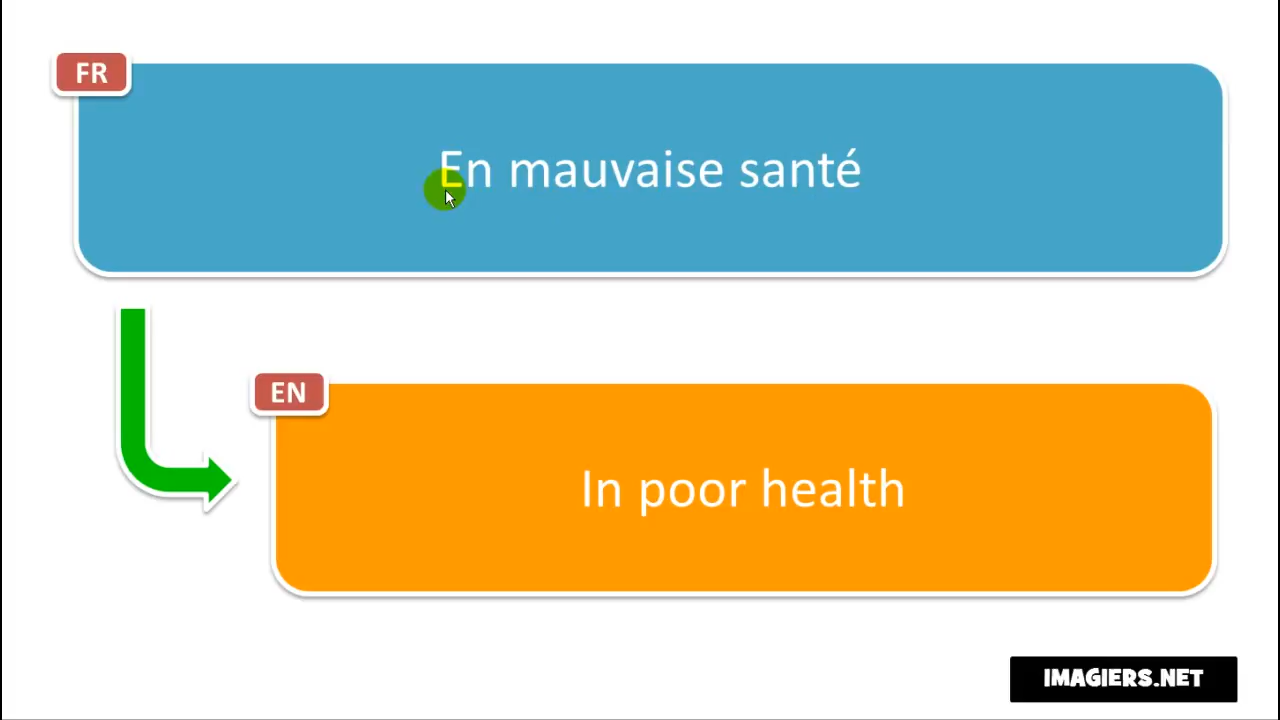 FR
En mauvaise santé
EN
In poor health
IMAGIERS.NET